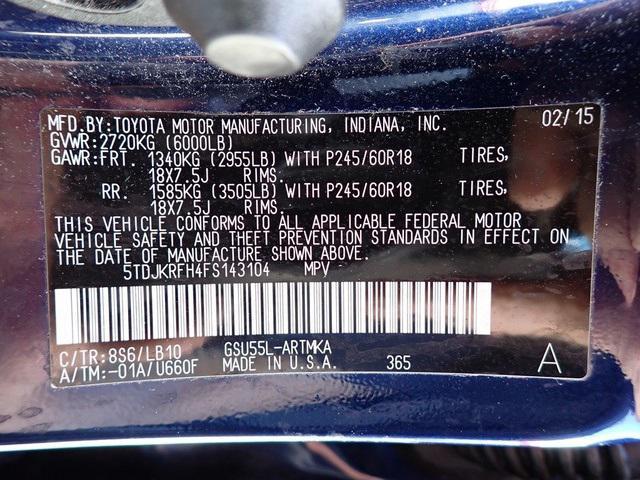 MFD.BY:TOYOTA MOTOR MANUFACTURING, INDIANA, INC. 02/15
GVWR:2720KG (6000LB)
GAWR:FRT. 1340KG (2955LB) WITH P245/60R18 TIRES,
18X7.5J RIMS.
RR. 1585KG (3505LB) WITH P245/60R18 TIRES,
18X7.5J RIMS.
THIS VEHICLE CONFORMS TO ALL APPLICABLE FEDERAL MOTOR
VEHICLE SAFETY AND THEFT PREVENTION STANDARDS IN EFFECT ON
THE DATE OF MANUFACTURE SHOWN ABOVE.
5TDJKRFH4FS143104 MPV
C/TR:8S6/LB10 GSU55L-ARTMKA
A/TM:-01A/U660F MADE IN U.S.A. 365 A